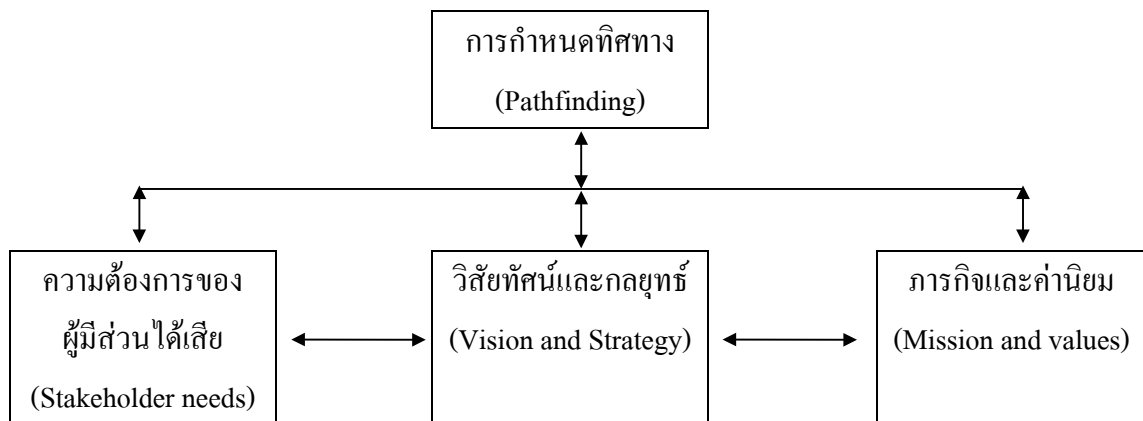 การกำหนดทิศทาง
(Pathfinding)
ความต้องการของ
ผู้มีส่วนได้เสีย
(Stakeholder needs)
วิสัยทัศน์และกลยุทธ์
(Vision and Strategy)
ภารกิจและค่านิยม
(Mission and values)